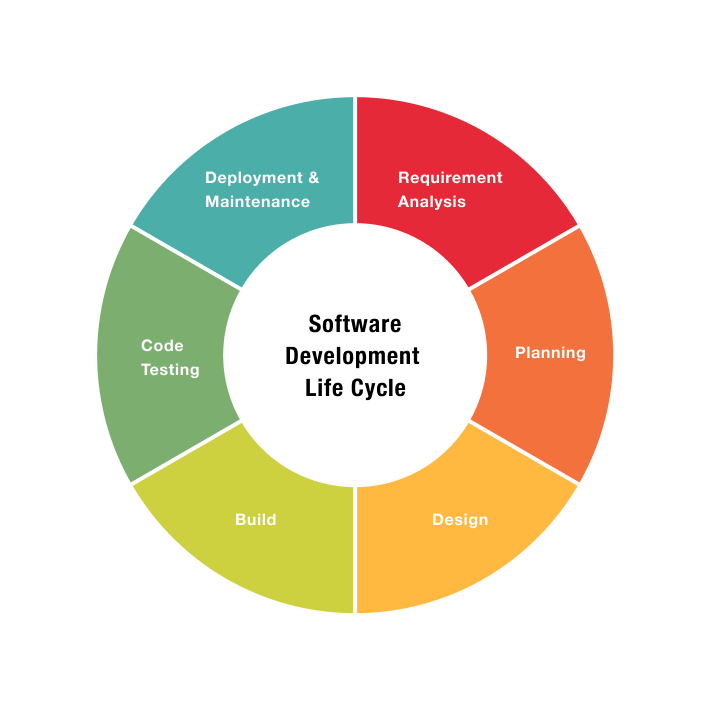 Deployment &
Maintenance
Requirement
Analysis
Software
Development
Life Cycle
Code
Testing
Planning
Build
Design